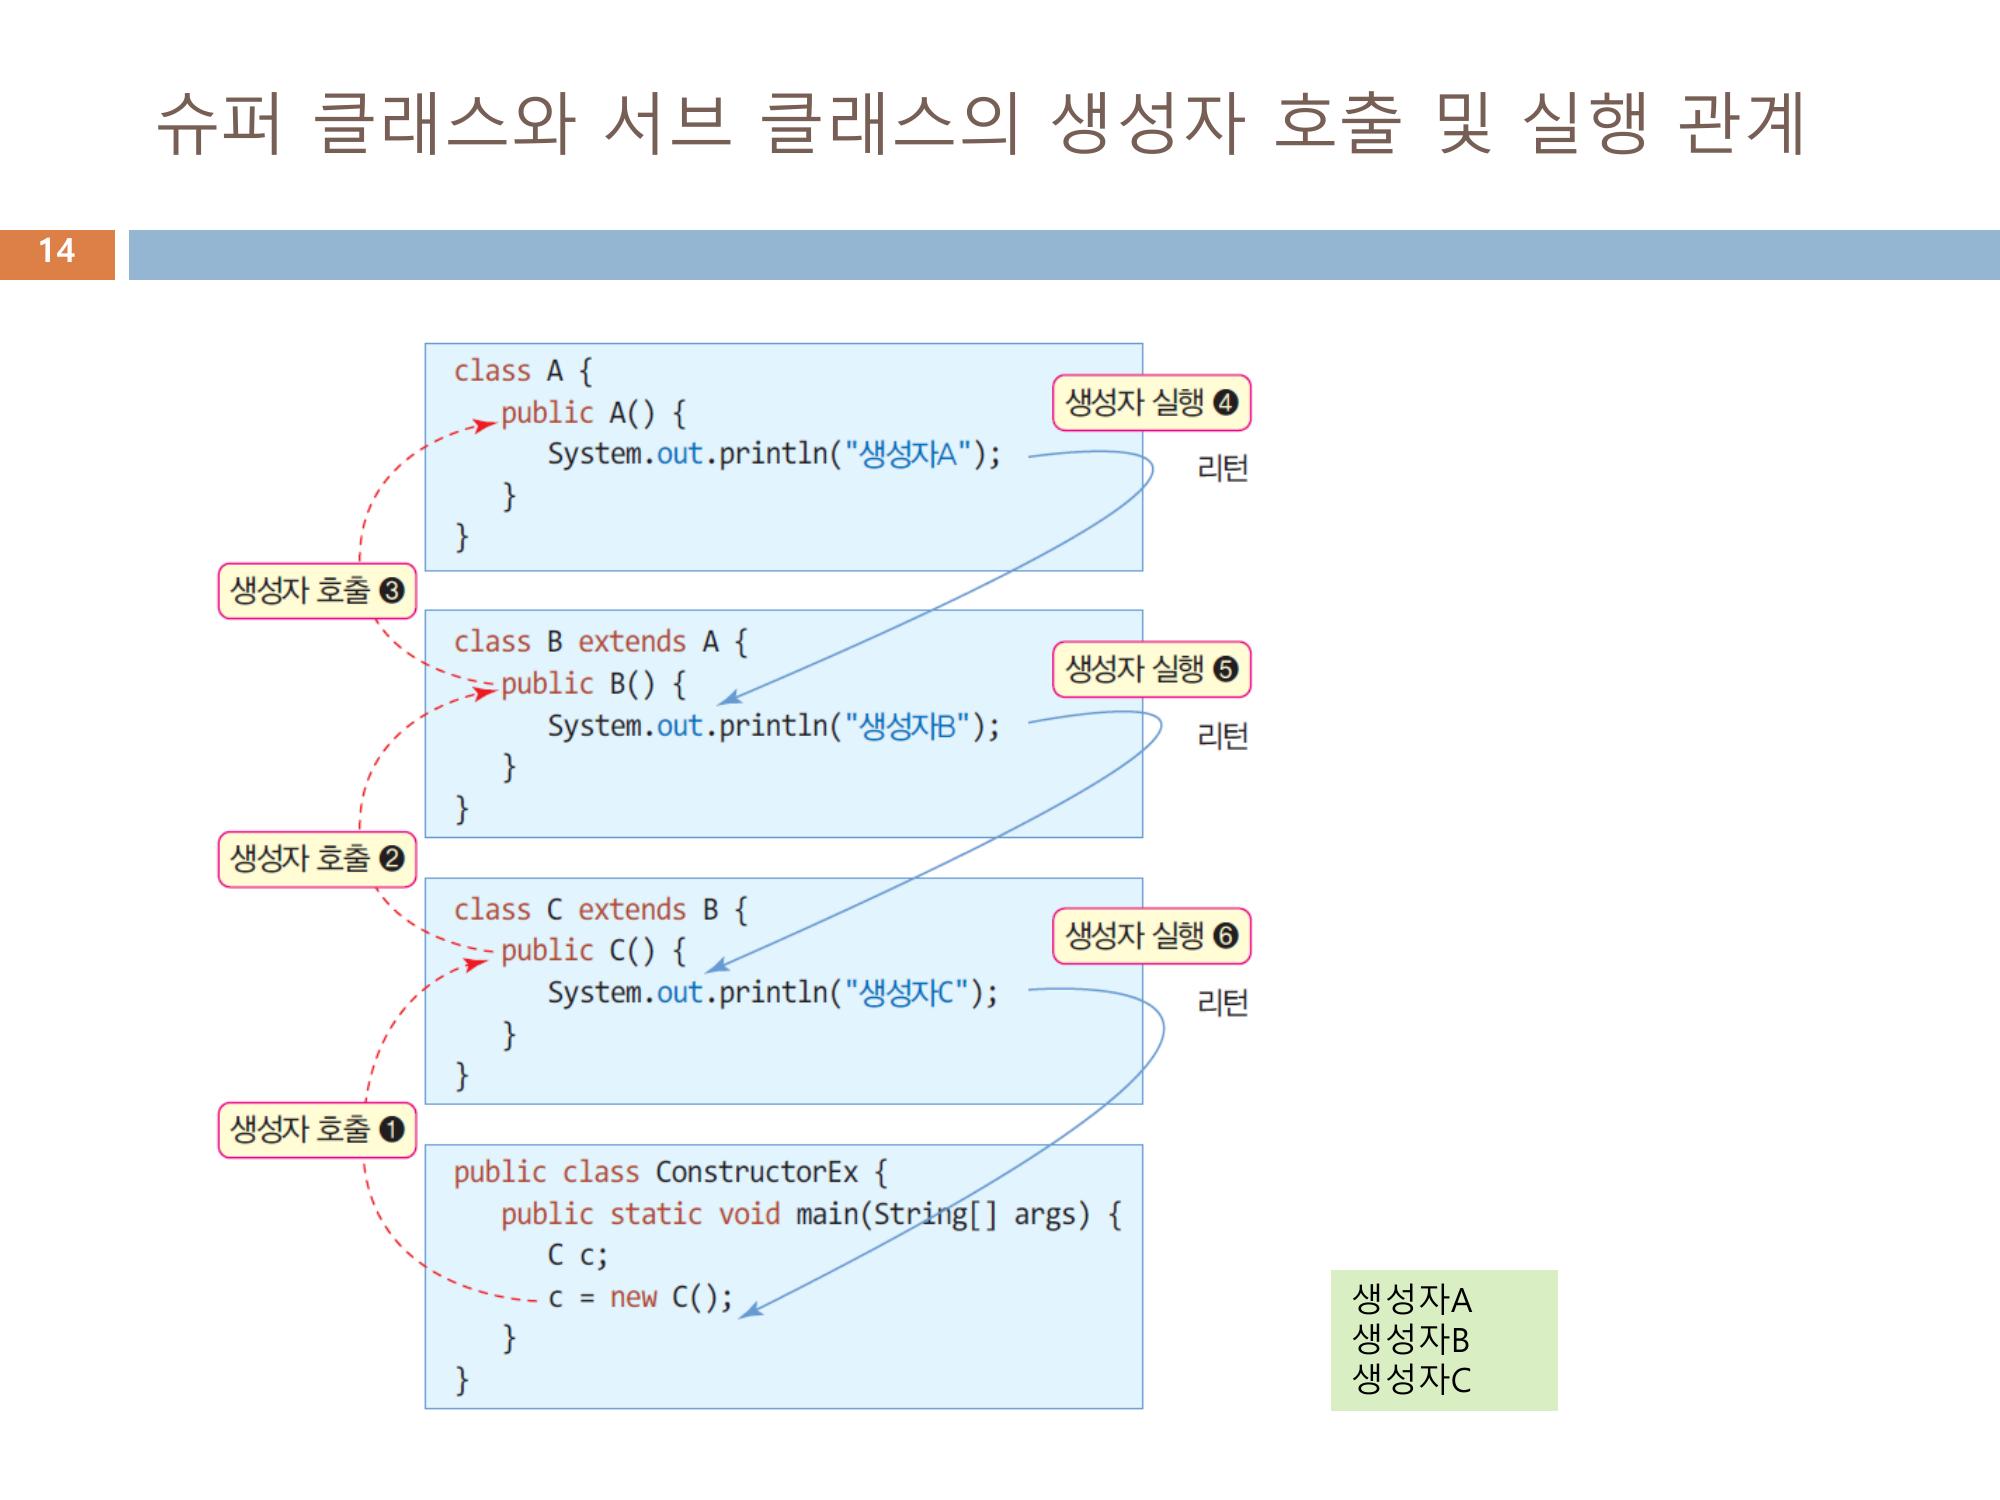 슈퍼 클래스와 서브 클래스의 생성자 호출 및 실행 관계
14
class A {
public A() {
System.out.println("생성자A");
}
}
생성자 실행 ❹
리턴
생성자 호출 ❸
class B extends A {
public B() {
System.out.println("생성자B");
}
}
생성자 실행 ❺
리턴
생성자 호출 ❷
class C extends B {
public C() {
System.out.println("생성자C");
}
}
생성자 실행 ❻
리턴
생성자 호출 ❶
public class ConstructorEx {
public static void main(String[] args) {
C c;
c = new C();
}
}
생성자A
생성자B
생성자C